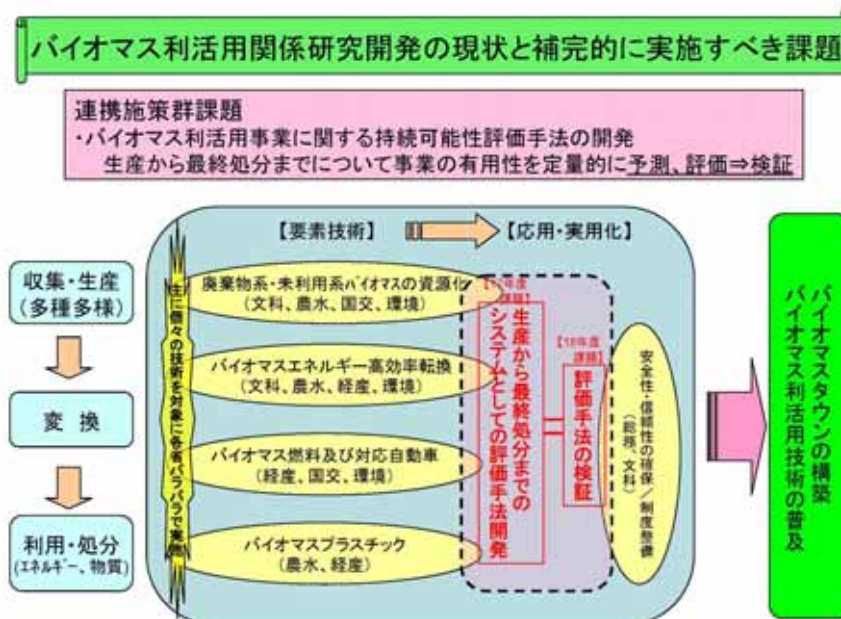 バイオマス利活用関係研究開発の現状と補完的に実施すべき課題
連携施策群課題
・バイオマス利活用事業に関する持続可能性評価手法の開発
生産から最終処分までについて事業の有用性を定量的に予測、評価⇒検証
【要素技術】
【応用・実用化】
収集・生産
(多種多様)
変 換
利用・処分
(エネルギー、物質)
主に個々の技術を対象に各省バラバラで実施
廃棄物系・未利用系バイオマスの資源化
(文科、農水、国交、環境)
バイオマスエネルギー高効率転換
(文科、農水、経産、環境)
バイオマス燃料及び対応自動車
(経産、国交、環境)
バイオマスプラスチック
(農水、経産)
年度
課題】
生産から最終処分までの
システムとしての評価手法開発
【18年度
課題】
評価手法の検証
安全性・信頼性の確保/制度整備
(総務、文科)
バイオマスタウンの構築
バイオマス利活用技術の普及